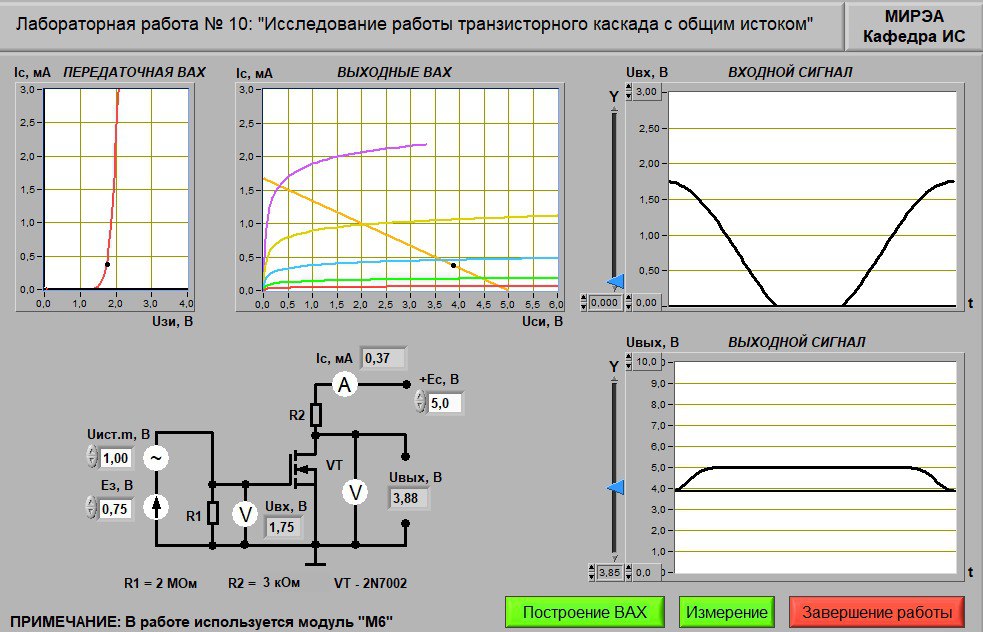 Лабораторная работа № 10: "Исследование работы транзисторного каскада с общим истоком"
МИРЭА
Кафедра ИС
Iс, мА ПЕРЕДАТОЧНАЯ ВАХ
3,0
2,5
2,0
1,5
1,0
0,5
0,0
0,0 1,0 2,0 3,0 4,0
Uзи, В
Iс, мА ВЫХОДНЫЕ ВАХ
3,0
2,5
2,0
1,5
1,0
0,5
0,0
0,0 0,5 1,0 1,5 2,0 2,5 3,0 3,5 4,0 4,5 5,0 5,5 6,0
Uси, В
Uвх, В ВХОДНОЙ СИГНАЛ
Y
3,00
2,50
2,00
1,50
1,00
0,50
0,000 0,00
t
Uвых, В ВЫХОДНОЙ СИГНАЛ
Y
10,0
9,0
8,0
7,0
6,0
5,0
4,0
3,0
2,0
1,0
3,85 0,0
t
Iс, мА 0,37
A
+Eс, В
5,0
R2
Uист.m, В
1,00
~
Eз, В
0,75
R1
V
Uвх, В
1,75
VT
V
Uвых, В
3,88
R1 = 2 МОм R2 = 3 кОм VT - 2N7002
ПРИМЕЧАНИЕ: В работе используется модуль "М6"
Построение ВАХ
Измерение
Завершение работы